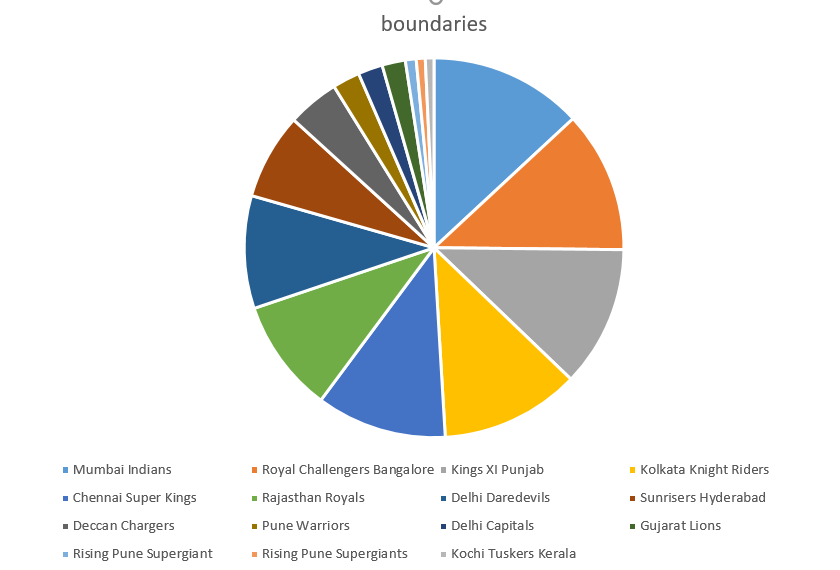 boundaries
Mumbai Indians
Royal Challengers Bangalore
Kings XI Punjab
Kolkata Knight Riders
Chennai Super Kings
Rajasthan Royals
Delhi Daredevils
Sunrisers Hyderabad
Deccan Chargers
Pune Warriors
Delhi Capitals
Gujarat Lions
Rising Pune Supergiant
Rising Pune Supergiants
Kochi Tuskers Kerala